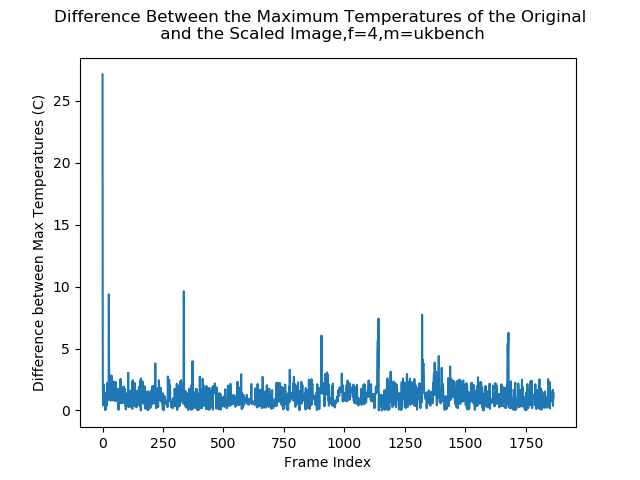 Difference Between the Maximum Temperatures of the Original
and the Scaled Image,f=4,m=ukbench
Difference between Max Temperatures (C)
25
20
15
10
5
0
0 250 500 750 1000 1250 1500 1750
Frame Index